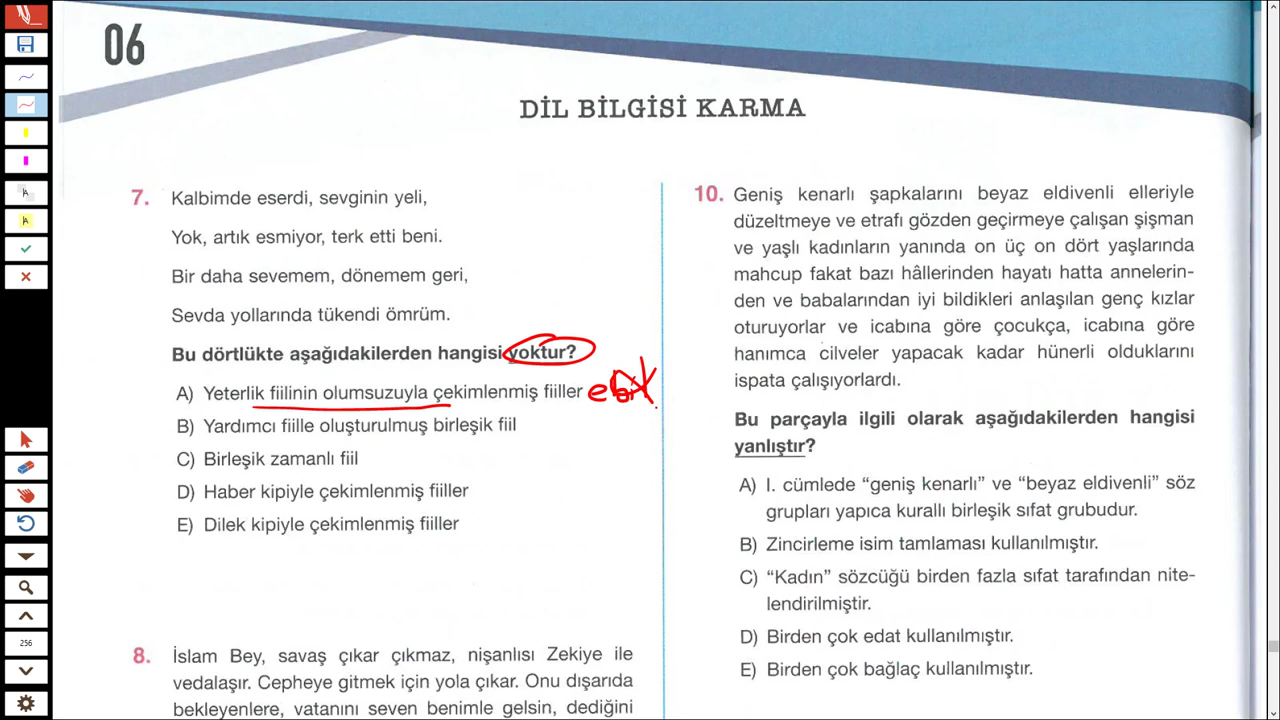 06
DİL BİLGİSİ KARMA
7. Kalbimde eserdi, sevginin yeli,
Yok, artık esmiyor, terk etti beni.
Bir daha sevemem, dönemem geri,
Sevda yollarında tükendi ömrüm.
Bu dörtlükte aşağıdakilerden hangisi yoktur?
A) Yeterlik fiilinin olumsuzuyla çekimlenmiş fiiller
B) Yardımcı fiille oluşturulmuş birleşik fiil
C) Birleşik zamanlı fiil
D) Haber kipiyle çekimlenmiş fiiller
E) Dilek kipiyle çekimlenmiş fiiller
8. İslam Bey, savaş çıkar çıkmaz, nişanlısı Zekiye ile
vedalaşır. Cepheye gitmek için yola çıkar. Onu dışarıda
bekleyenlere, vatanını seven benimle gelsin, dediğini
10. Geniş kenarlı şapkalarını beyaz eldivenli elleriyle
düzeltmeye ve etrafı gözden geçirmeye çalışan şişman
ve yaşlı kadınların yanında on üç on dört yaşlarında
mahcup fakat bazı hâllerinden hayatı hatta annelerin-
den ve babalarından iyi bildikleri anlaşılan genç kızlar
oturuyorlar ve icabına göre çocukça, icabına göre
hanımca cilveler yapacak kadar hünerli olduklarını
ispata çalışıyorlardı.
Bu parçayla ilgili olarak aşağıdakilerden hangisi
yanlıştır?
A) I. cümlede “geniş kenarlı” ve “beyaz eldivenli” söz
grupları yapıca kurallı birleşik sıfat grubudur.
B) Zincirleme isim tamlaması kullanılmıştır.
C) “Kadın” sözcüğü birden fazla sıfat tarafından nite-
lendirilmiştir.
D) Birden çok edat kullanılmıştır.
E) Birden çok bağlaç kullanılmıştır.
256